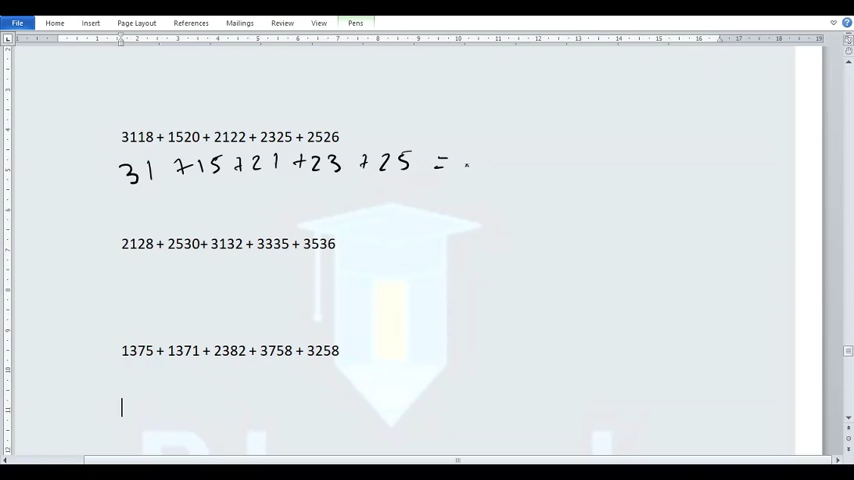 File Home Insert Page Layout References Mailings Review View Pens
3118 + 1520 + 2122 + 2325 + 2526
31 + 15 + 21 + 23 + 25 =
2128 + 2530+ 3132 + 3335 + 3536
1375 + 1371 + 2382 + 3758 + 3258